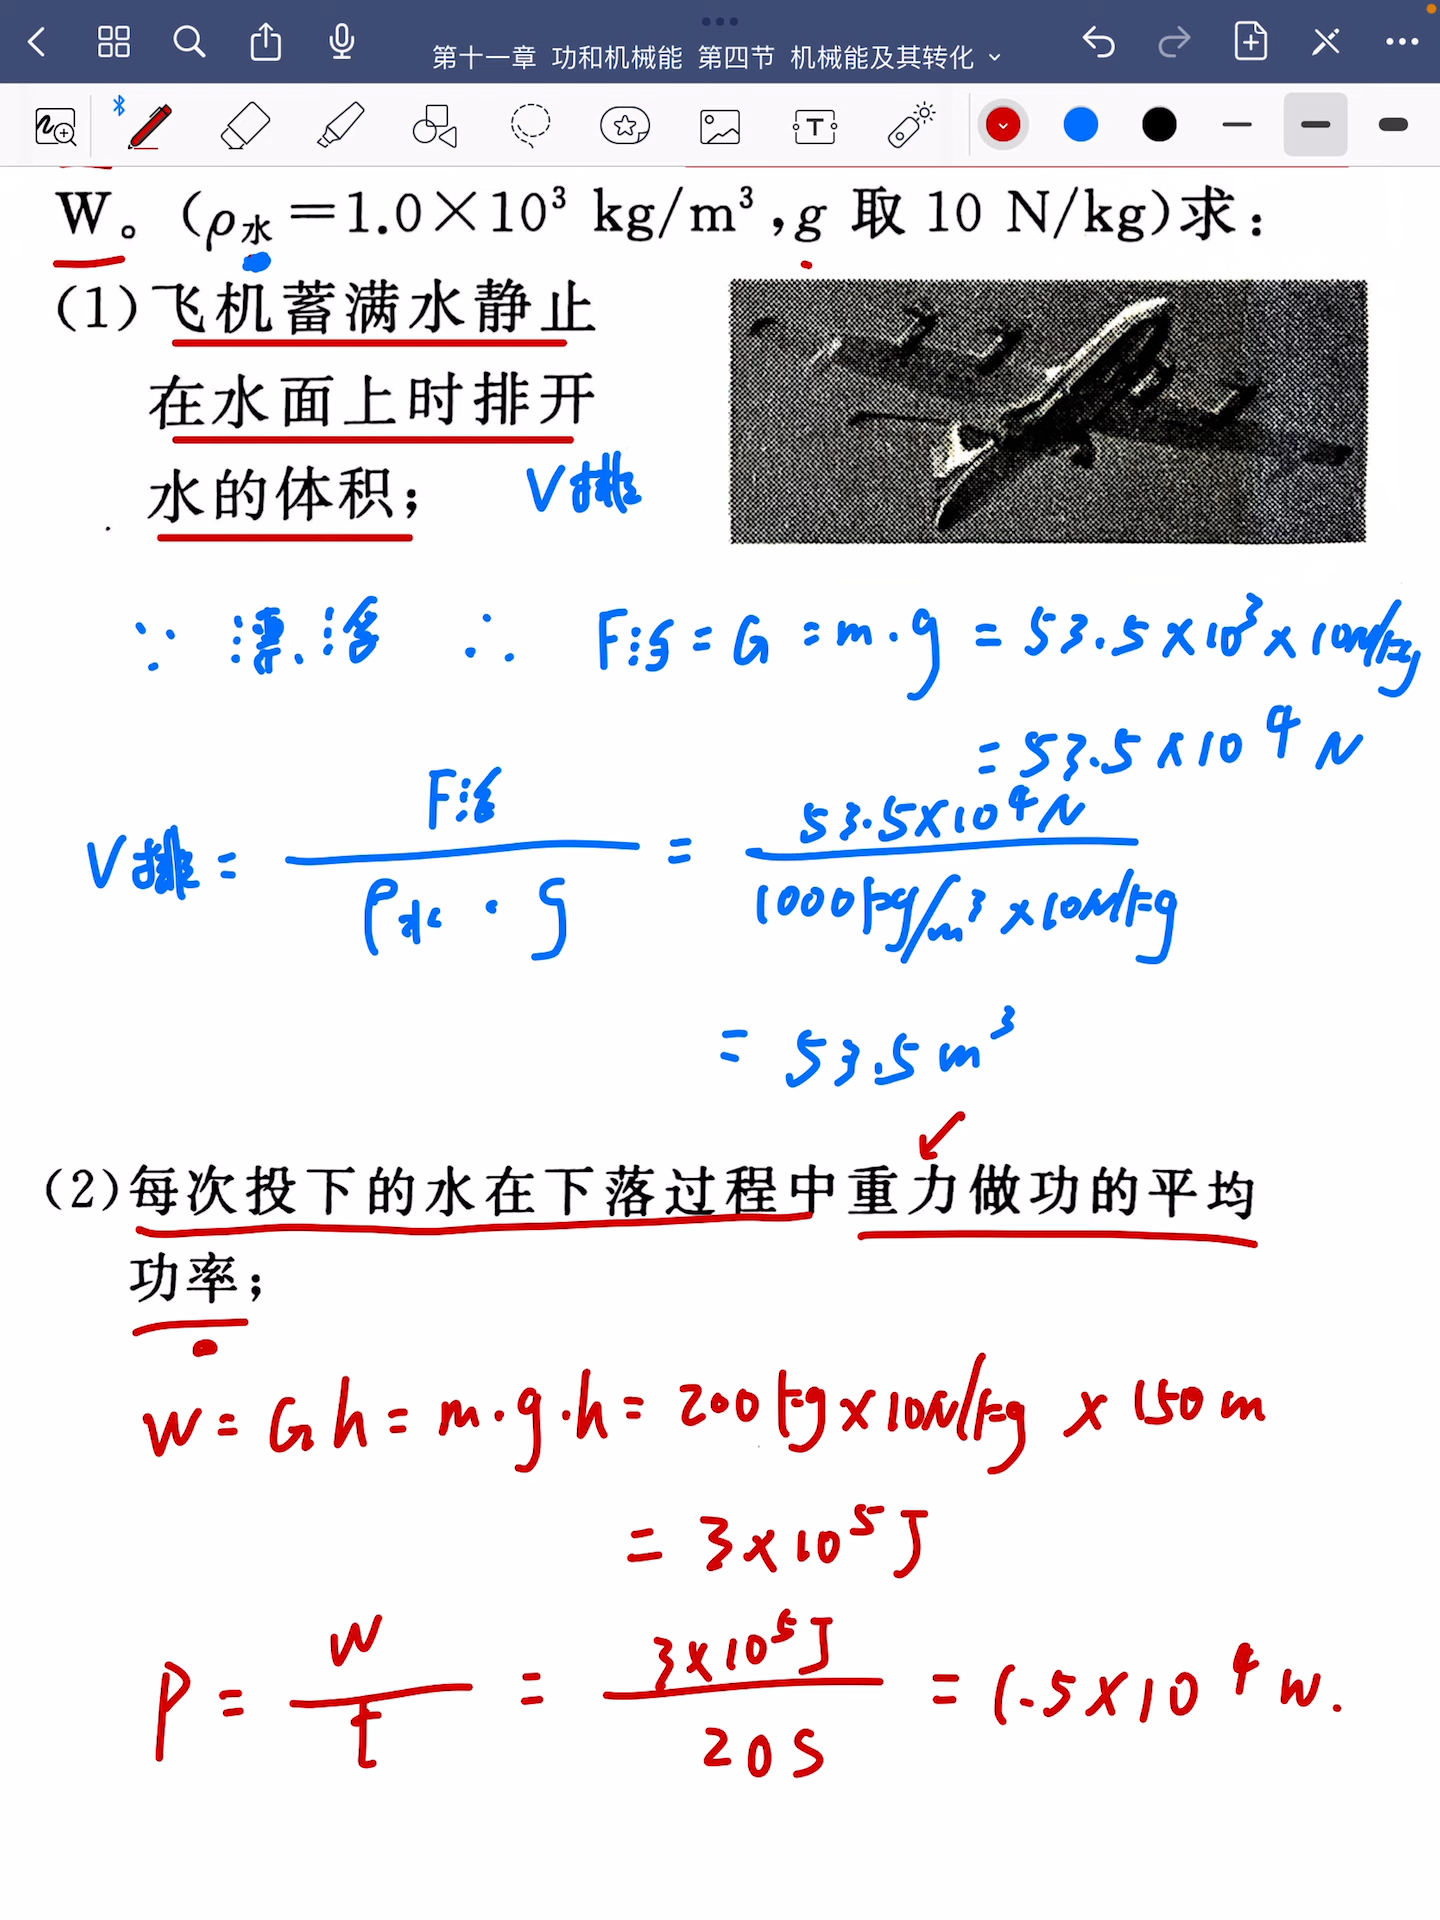 第十一章 功和机械能 第四节 机械能及其转化
W。(ρ水=1.0×10³ kg/m³,g 取 10 N/kg)求:
(1)飞机蓄满水静止
在水面上时排开
水的体积; V排
∵ 漂浮 ∴ F浮=G=m·g=53.5×10³×10N/kg
=53.5×10⁴N
V排=F浮/ρ水·g=53.5×10⁴N/1000kg/m³×10N/kg
=53.5m³
(2)每次投下的水在下落过程中重力做功的平均
功率;
W=Gh=m·g·h=200kg×10N/kg×150m
=3×10⁵J
P=W/t=3×10⁵J/20s=1.5×10⁴W.